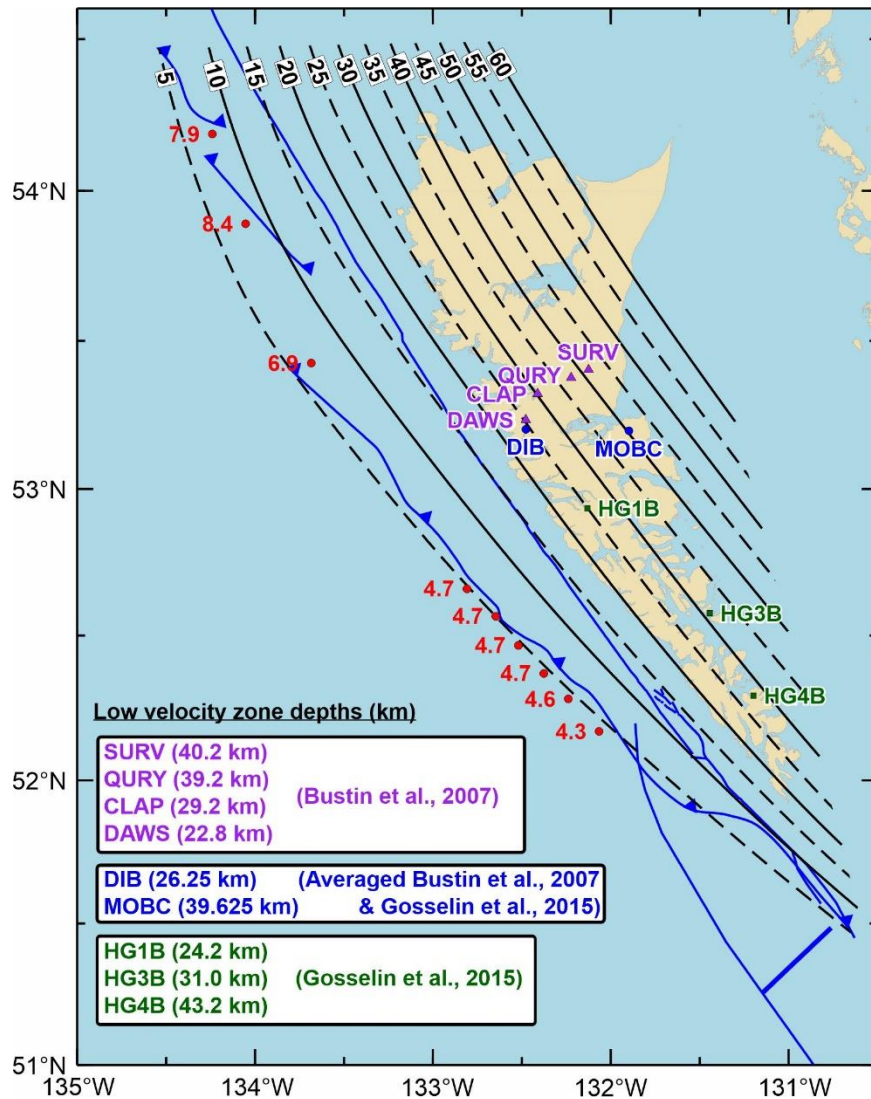 5 10 15 20 25 30 35 40 45 50 55 60
7.9
54°N
8.4
6.9
SURV
QURY
CLAP
DAWS
DIB
MOBC
53°N
HG1B
4.7
4.7
HG3B
4.7
4.7
4.6
HG4B
4.3
Low velocity zone depths (km)
SURV (40.2 km)
QURY (39.2 km)
CLAP (29.2 km)
DAWS (22.8 km)
(Bustin et al., 2007)
52°N
DIB (26.25 km) (Averaged Bustin et al., 2007
MOBC (39.625 km) & Gosselin et al., 2015)
HG1B (24.2 km)
HG3B (31.0 km) (Gosselin et al., 2015)
HG4B (43.2 km)
51°N
135°W 134°W 133°W 132°W 131°W